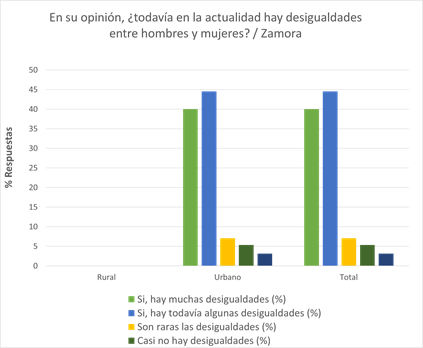 En su opinión, ¿todavía en la actualidad hay desigualdades
entre hombres y mujeres? / Zamora
50
45
40
35
30
25
20
15
10
5
0
% Respuestas
Rural Urbano Total
Si, hay muchas desigualdades (%)
Si, hay todavía algunas desigualdades (%)
Son raras las desigualdades (%)
Casi no hay desigualdades (%)